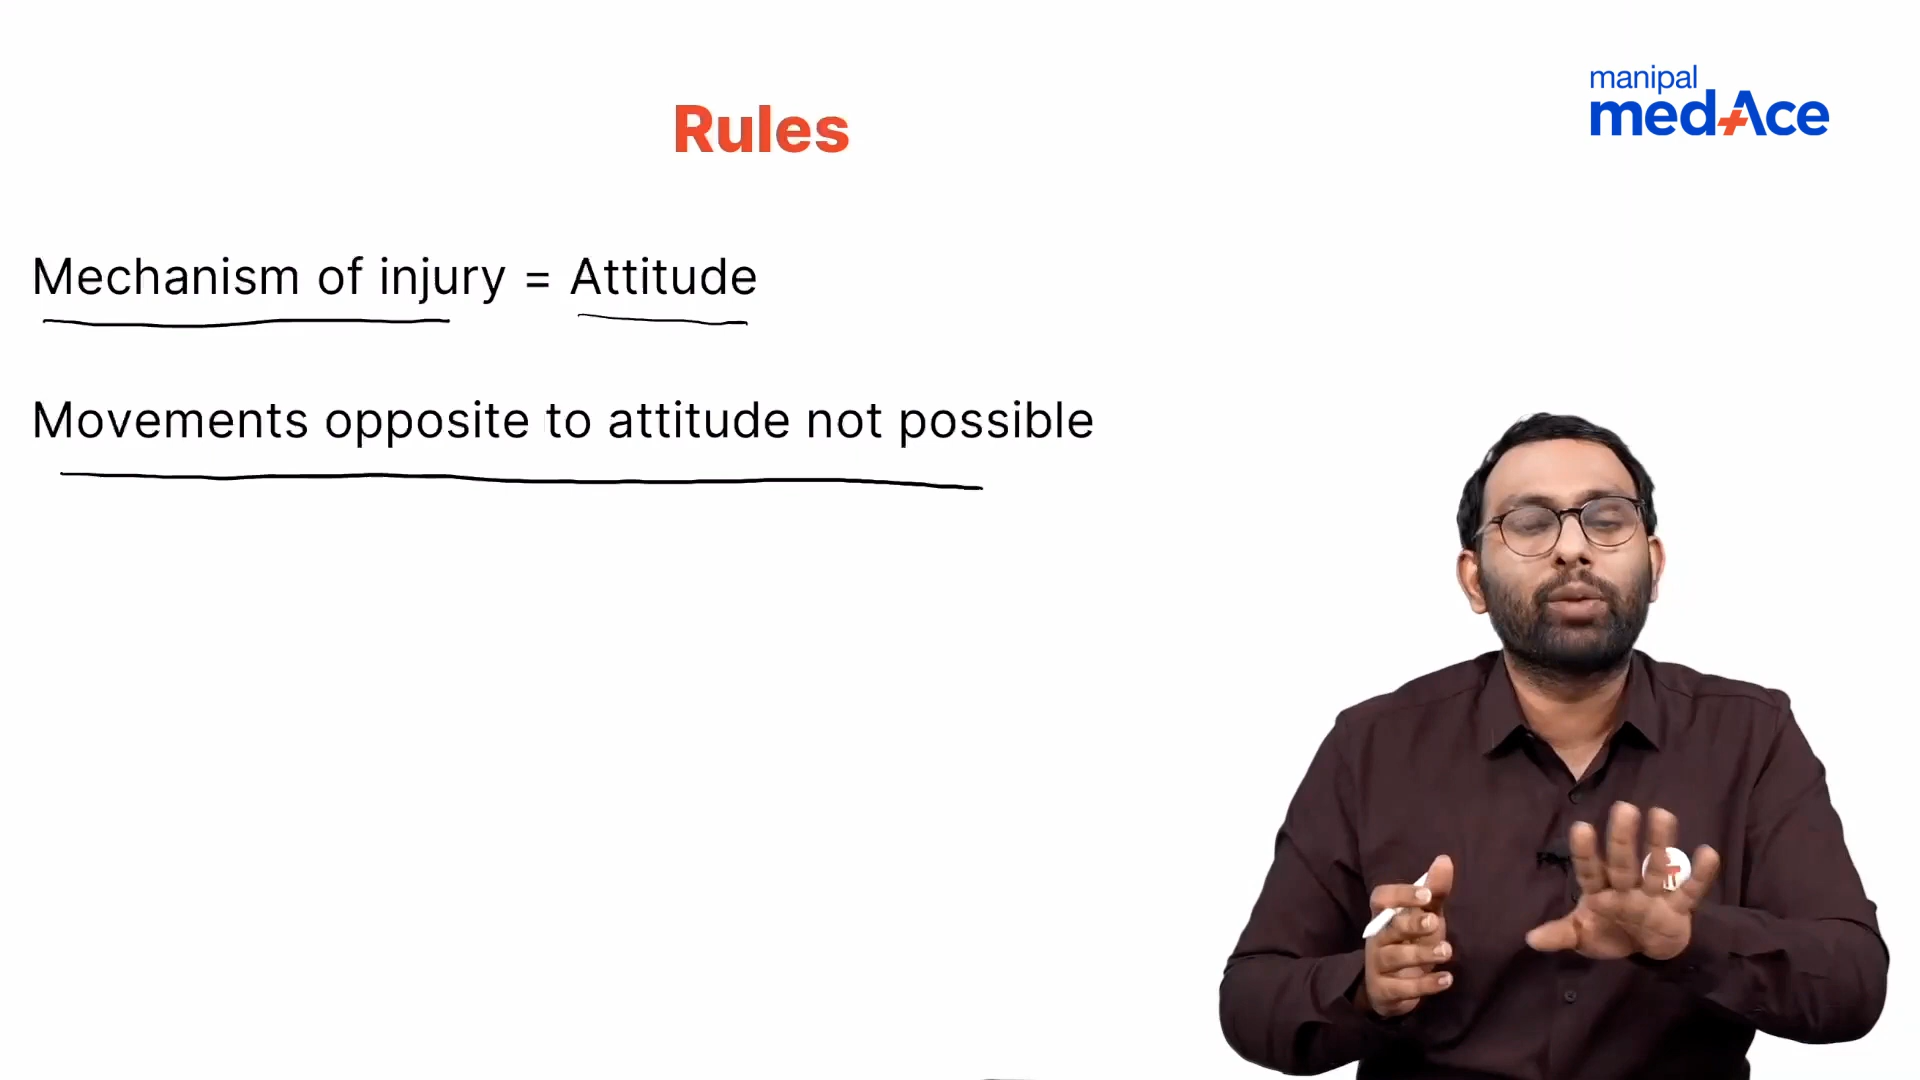 manipal
medAce
Rules
Mechanism of injury = Attitude
Movements opposite to attitude not possible